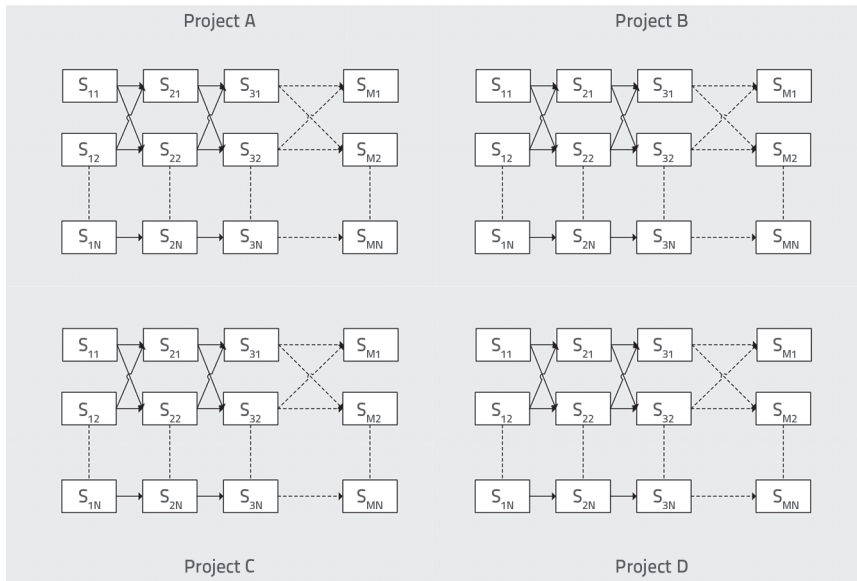 Project A
Project B
S11 S21 S31 SM1
S11 S21 S31 SM1
S12 S22 S32 SM2
S12 S22 S32 SM2
S1N S2N S3N SMN
S1N S2N S3N SMN
S11 S21 S31 SM1
S11 S21 S31 SM1
S12 S22 S32 SM2
S12 S22 S32 SM2
S1N S2N S3N SMN
S1N S2N S3N SMN
Project C
Project D